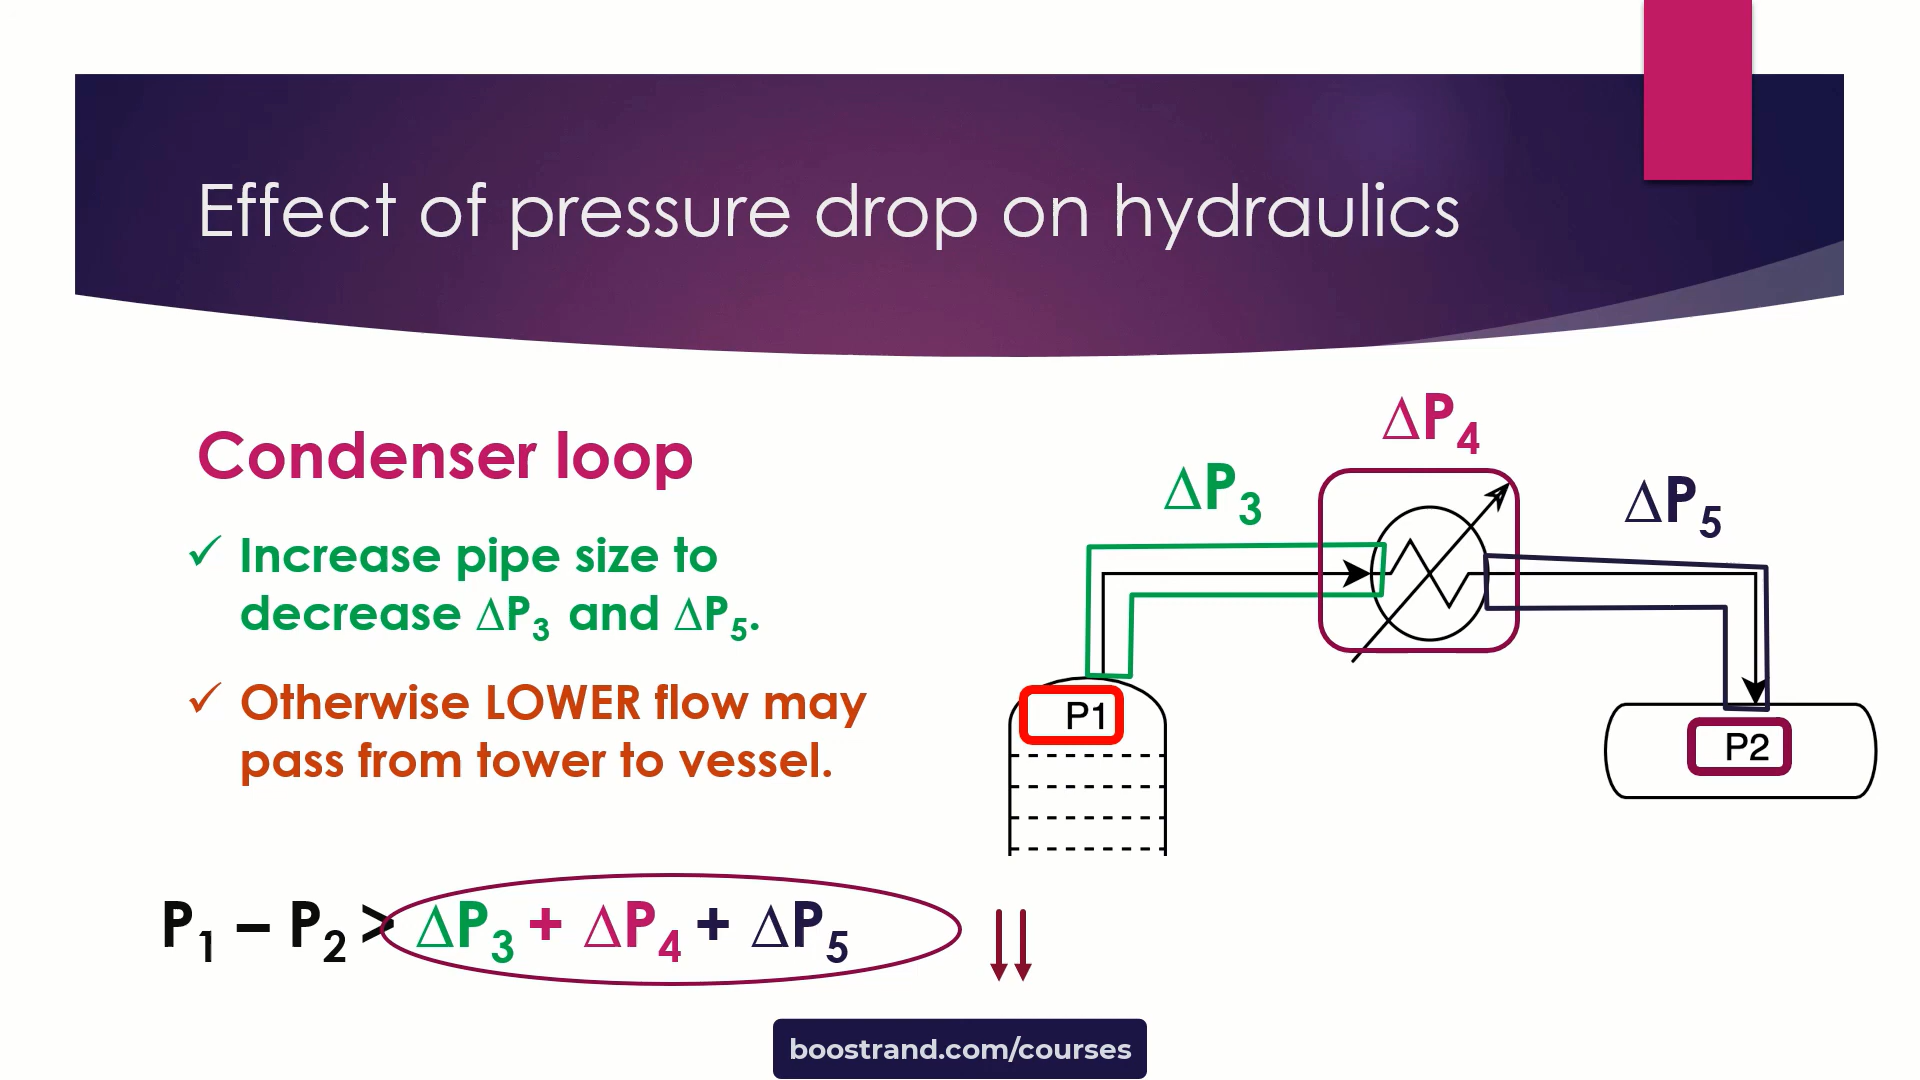 Effect of pressure drop on hydraulics
Condenser loop
✓ Increase pipe size to
decrease ΔP₃ and ΔP₅.
✓ Otherwise LOWER flow may
pass from tower to vessel.
P₁ – P₂ > ΔP₃ + ΔP₄ + ΔP₅
ΔP₄
ΔP₃
ΔP₅
P1
P2
boostrand.com/courses